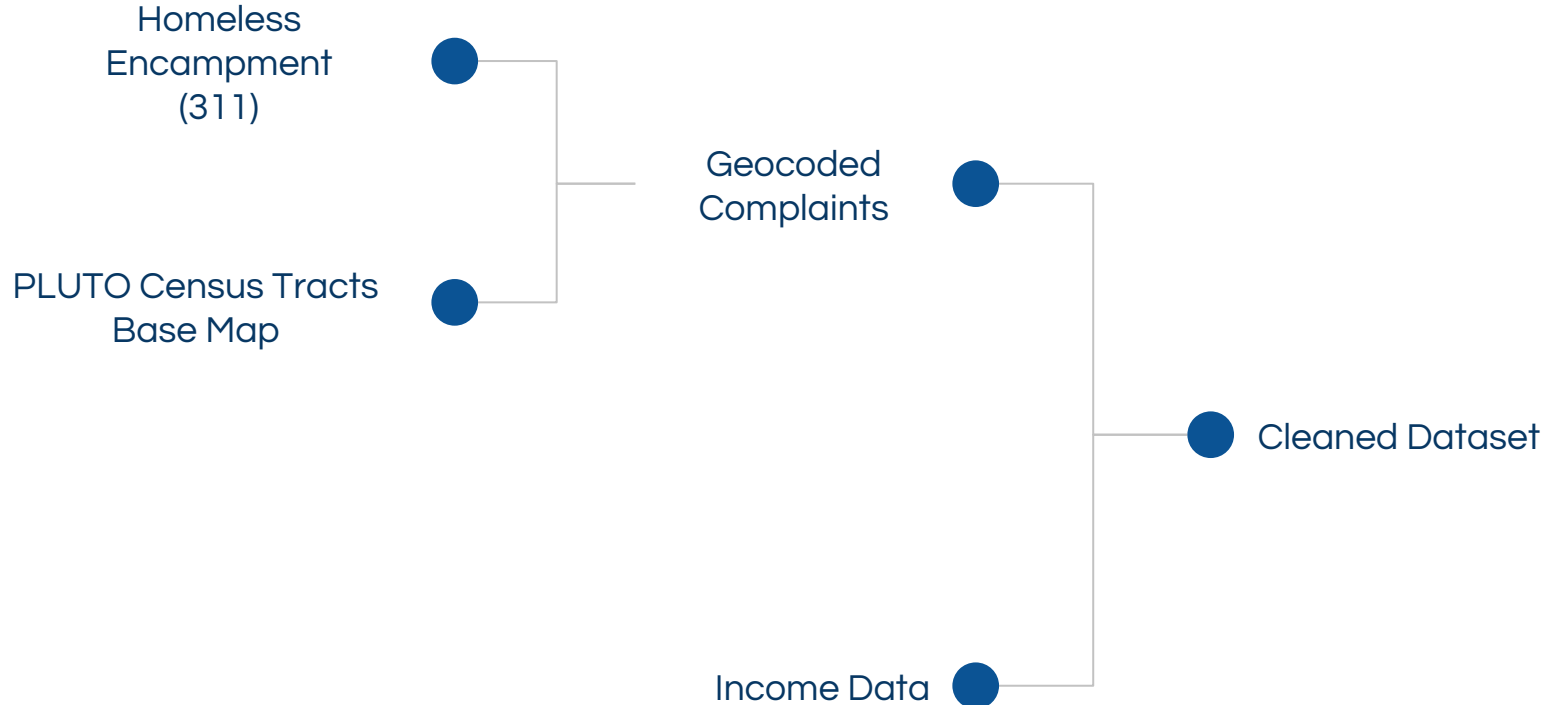 Homeless
Encampment
(311)
Geocoded
Complaints
PLUTO Census Tracts
Base Map
Cleaned Dataset
Income Data